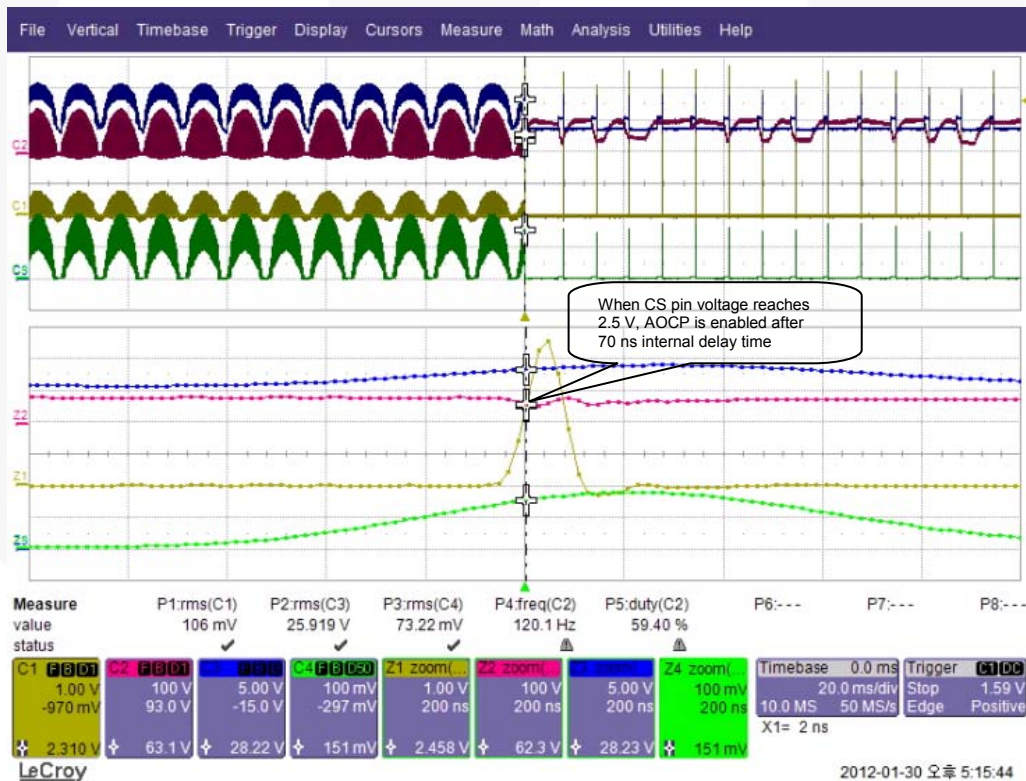 File Vertical Timebase Trigger Display Cursors Measure Math Analysis Utilities Help
C2
C1
When CS pin voltage reaches
2.5 V, AOCP is enabled after
70 ns internal delay time
Z2
Z1
Measure P1:rms(C1) P2:rms(C3) P3:rms(C4) P4:freq(C2) P5:duty(C2) P6:- - - P7:- - - P8:- - -
value 106 mV 25.919 V 73.22 mV 120.1 Hz 59.40 %
status
C1 F B D1 C2 F B D1 C4 F B D50 Z1 zoom(... Z2 zoom(... Z4 zoom(... Timebase 0.0 ms Trigger C1 DC
1.00 V 100 V 5.00 V 100 mV 1.00 V 100 V 5.00 V 100 mV 20.0 ms/div Stop 1.59 V
-970 mV 93.0 V -15.0 V -297 mV 200 ns 200 ns 200 ns 200 ns 10.0 MS 50 MS/s Edge Positive
X1= 2 ns
2.310 V 63.1 V 28.22 V 151 mV 2.458 V 62.3 V 28.23 V 151 mV
LeCroy 2012-01-30 오후 5:15:44